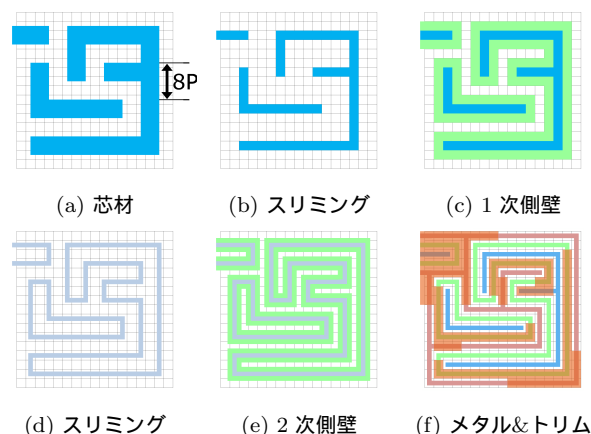 8P
(a) 芯材
(b) スリミング
(c) 1 次側壁
(d) スリミング
(e) 2 次側壁
(f) メタル&トリム